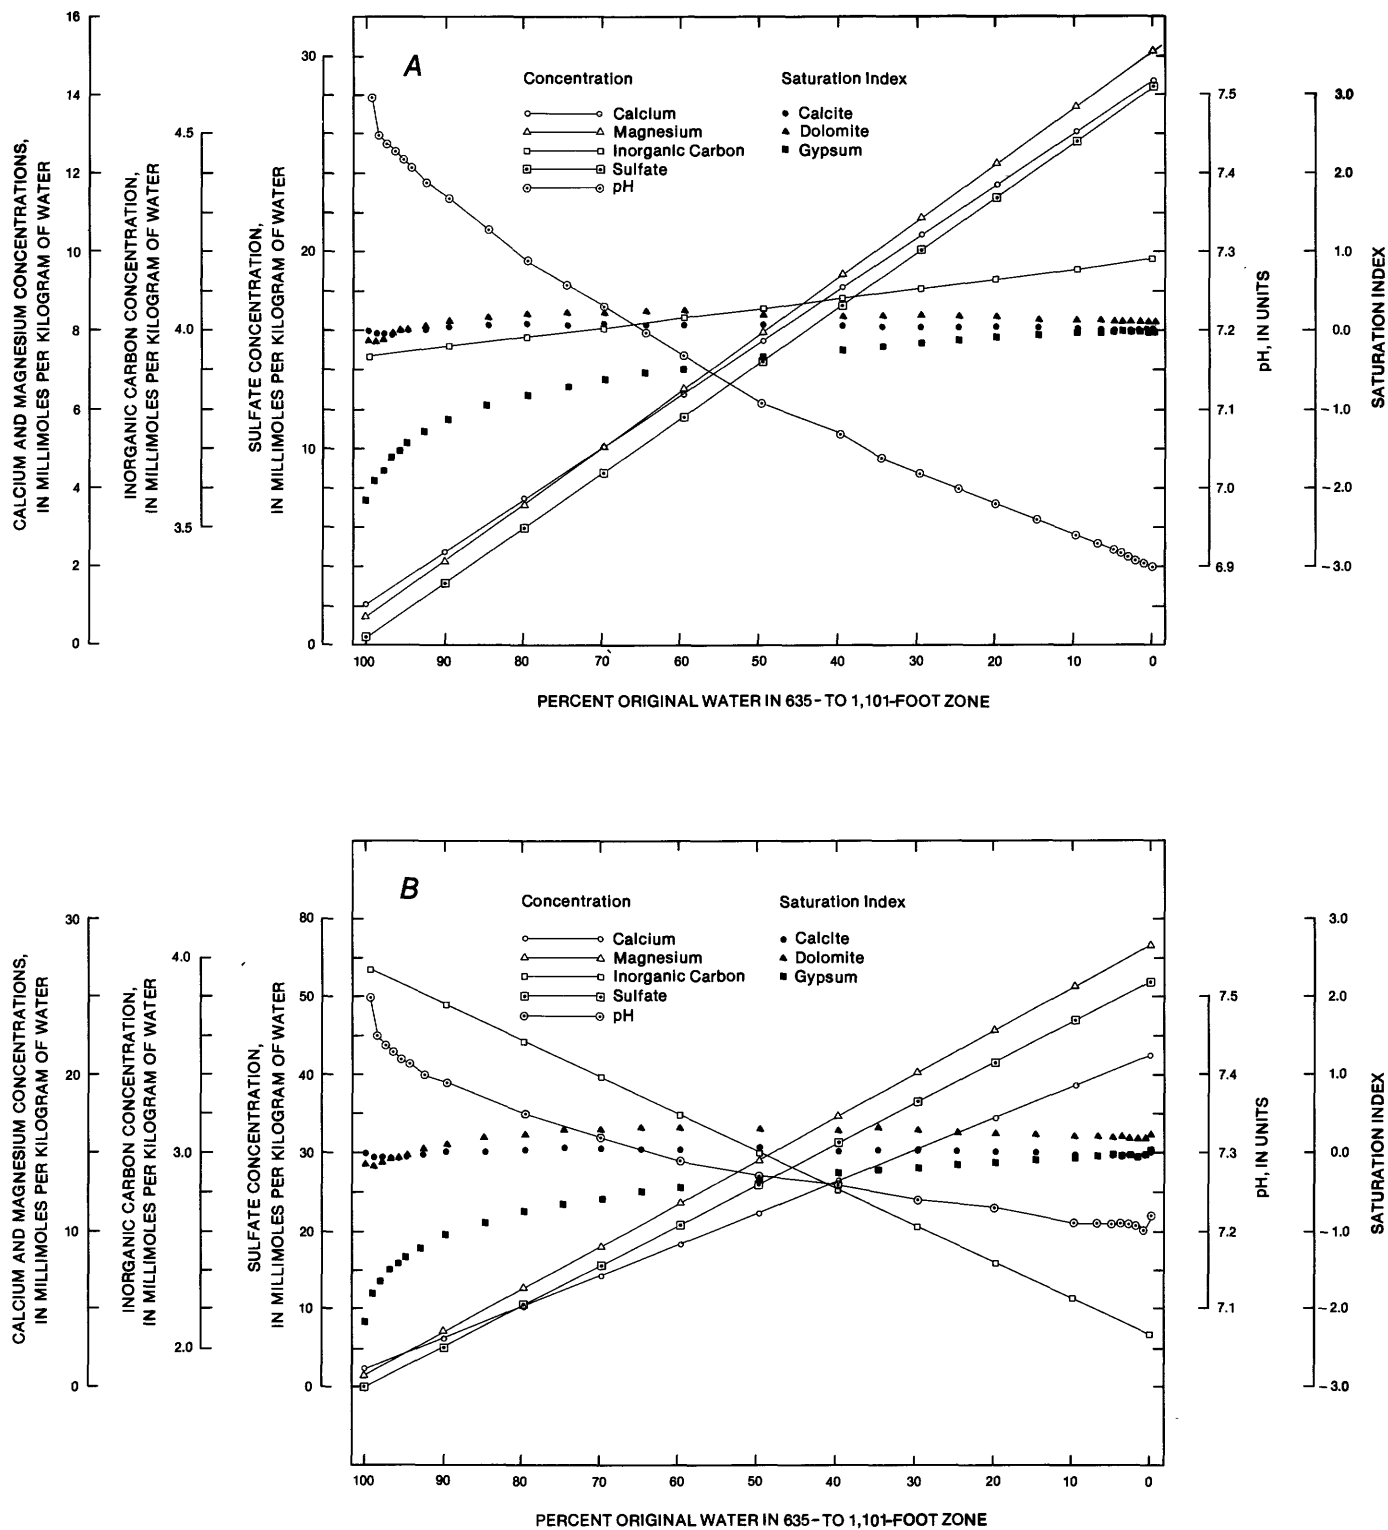 A
Concentration
Calcium
Magnesium
Inorganic Carbon
Sulfate
pH
Saturation Index
Calcite
Dolomite
Gypsum
CALCIUM AND MAGNESIUM CONCENTRATIONS,
IN MILLIMOLES PER KILOGRAM OF WATER
16
14
12
10
8
6
4
2
0
INORGANIC CARBON CONCENTRATION,
IN MILLIMOLES PER KILOGRAM OF WATER
4.5
4.0
3.5
SULFATE CONCENTRATION,
IN MILLIMOLES PER KILOGRAM OF WATER
30
20
10
0
7.5
7.4
7.3
7.2
7.1
7.0
6.9
pH, IN UNITS
3.0
2.0
1.0
0.0
-1.0
-2.0
-3.0
SATURATION INDEX
100 90 80 70 60 50 40 30 20 10 0
PERCENT ORIGINAL WATER IN 635- TO 1,101-FOOT ZONE
B
Concentration
Calcium
Magnesium
Inorganic Carbon
Sulfate
pH
Saturation Index
Calcite
Dolomite
Gypsum
CALCIUM AND MAGNESIUM CONCENTRATIONS,
IN MILLIMOLES PER KILOGRAM OF WATER
30
20
10
0
INORGANIC CARBON CONCENTRATION,
IN MILLIMOLES PER KILOGRAM OF WATER
4.0
3.0
2.0
SULFATE CONCENTRATION,
IN MILLIMOLES PER KILOGRAM OF WATER
80
50
40
30
20
10
0
7.5
7.4
7.3
7.2
7.1
pH, IN UNITS
3.0
2.0
1.0
0.0
-1.0
-2.0
-3.0
SATURATION INDEX
100 90 80 70 60 50 40 30 20 10 0
PERCENT ORIGINAL WATER IN 635- TO 1,101-FOOT ZONE